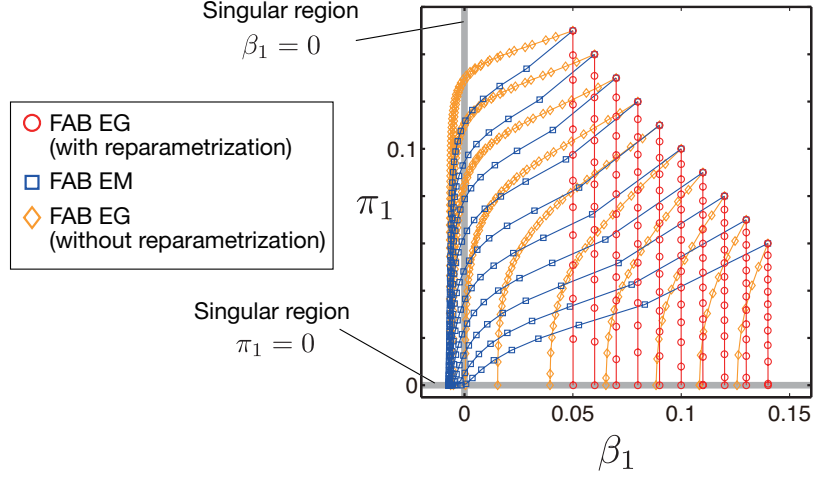 Singular region
β₁ = 0
FAB EG
(with reparametrization)
FAB EM
FAB EG
(without reparametrization)
Singular region
π₁ = 0
0.1
π₁
0
0 0.05 0.1 0.15
β₁